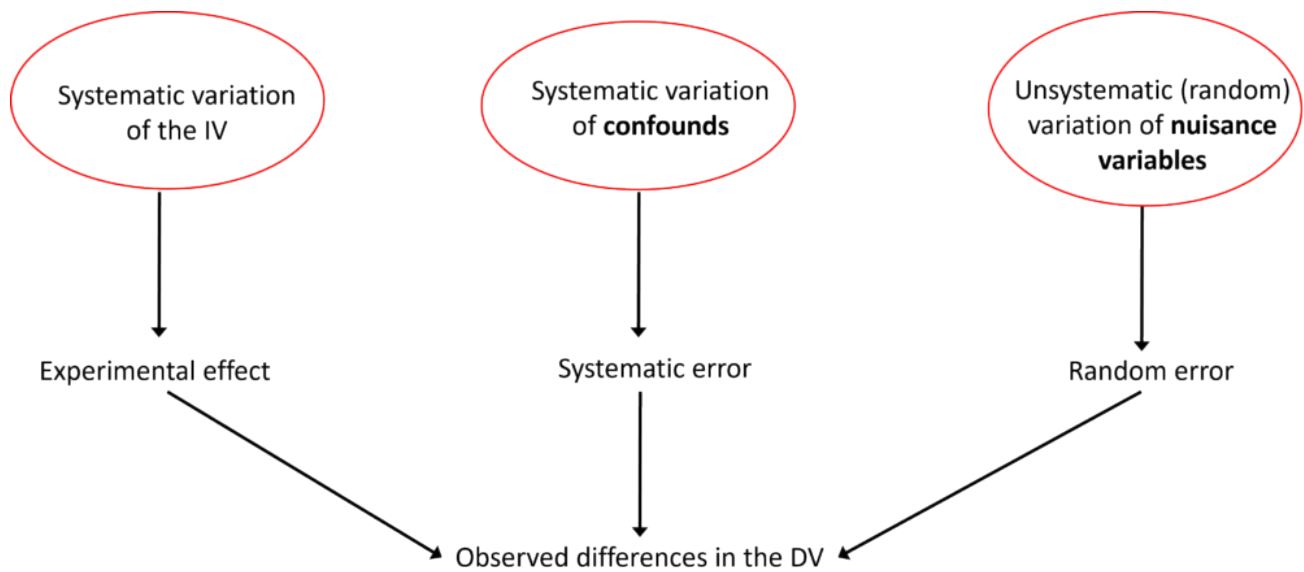 Systematic variation
of the IV
Systematic variation
of confounds
Unsystematic (random)
variation of nuisance
variables
Experimental effect
Systematic error
Random error
Observed differences in the DV